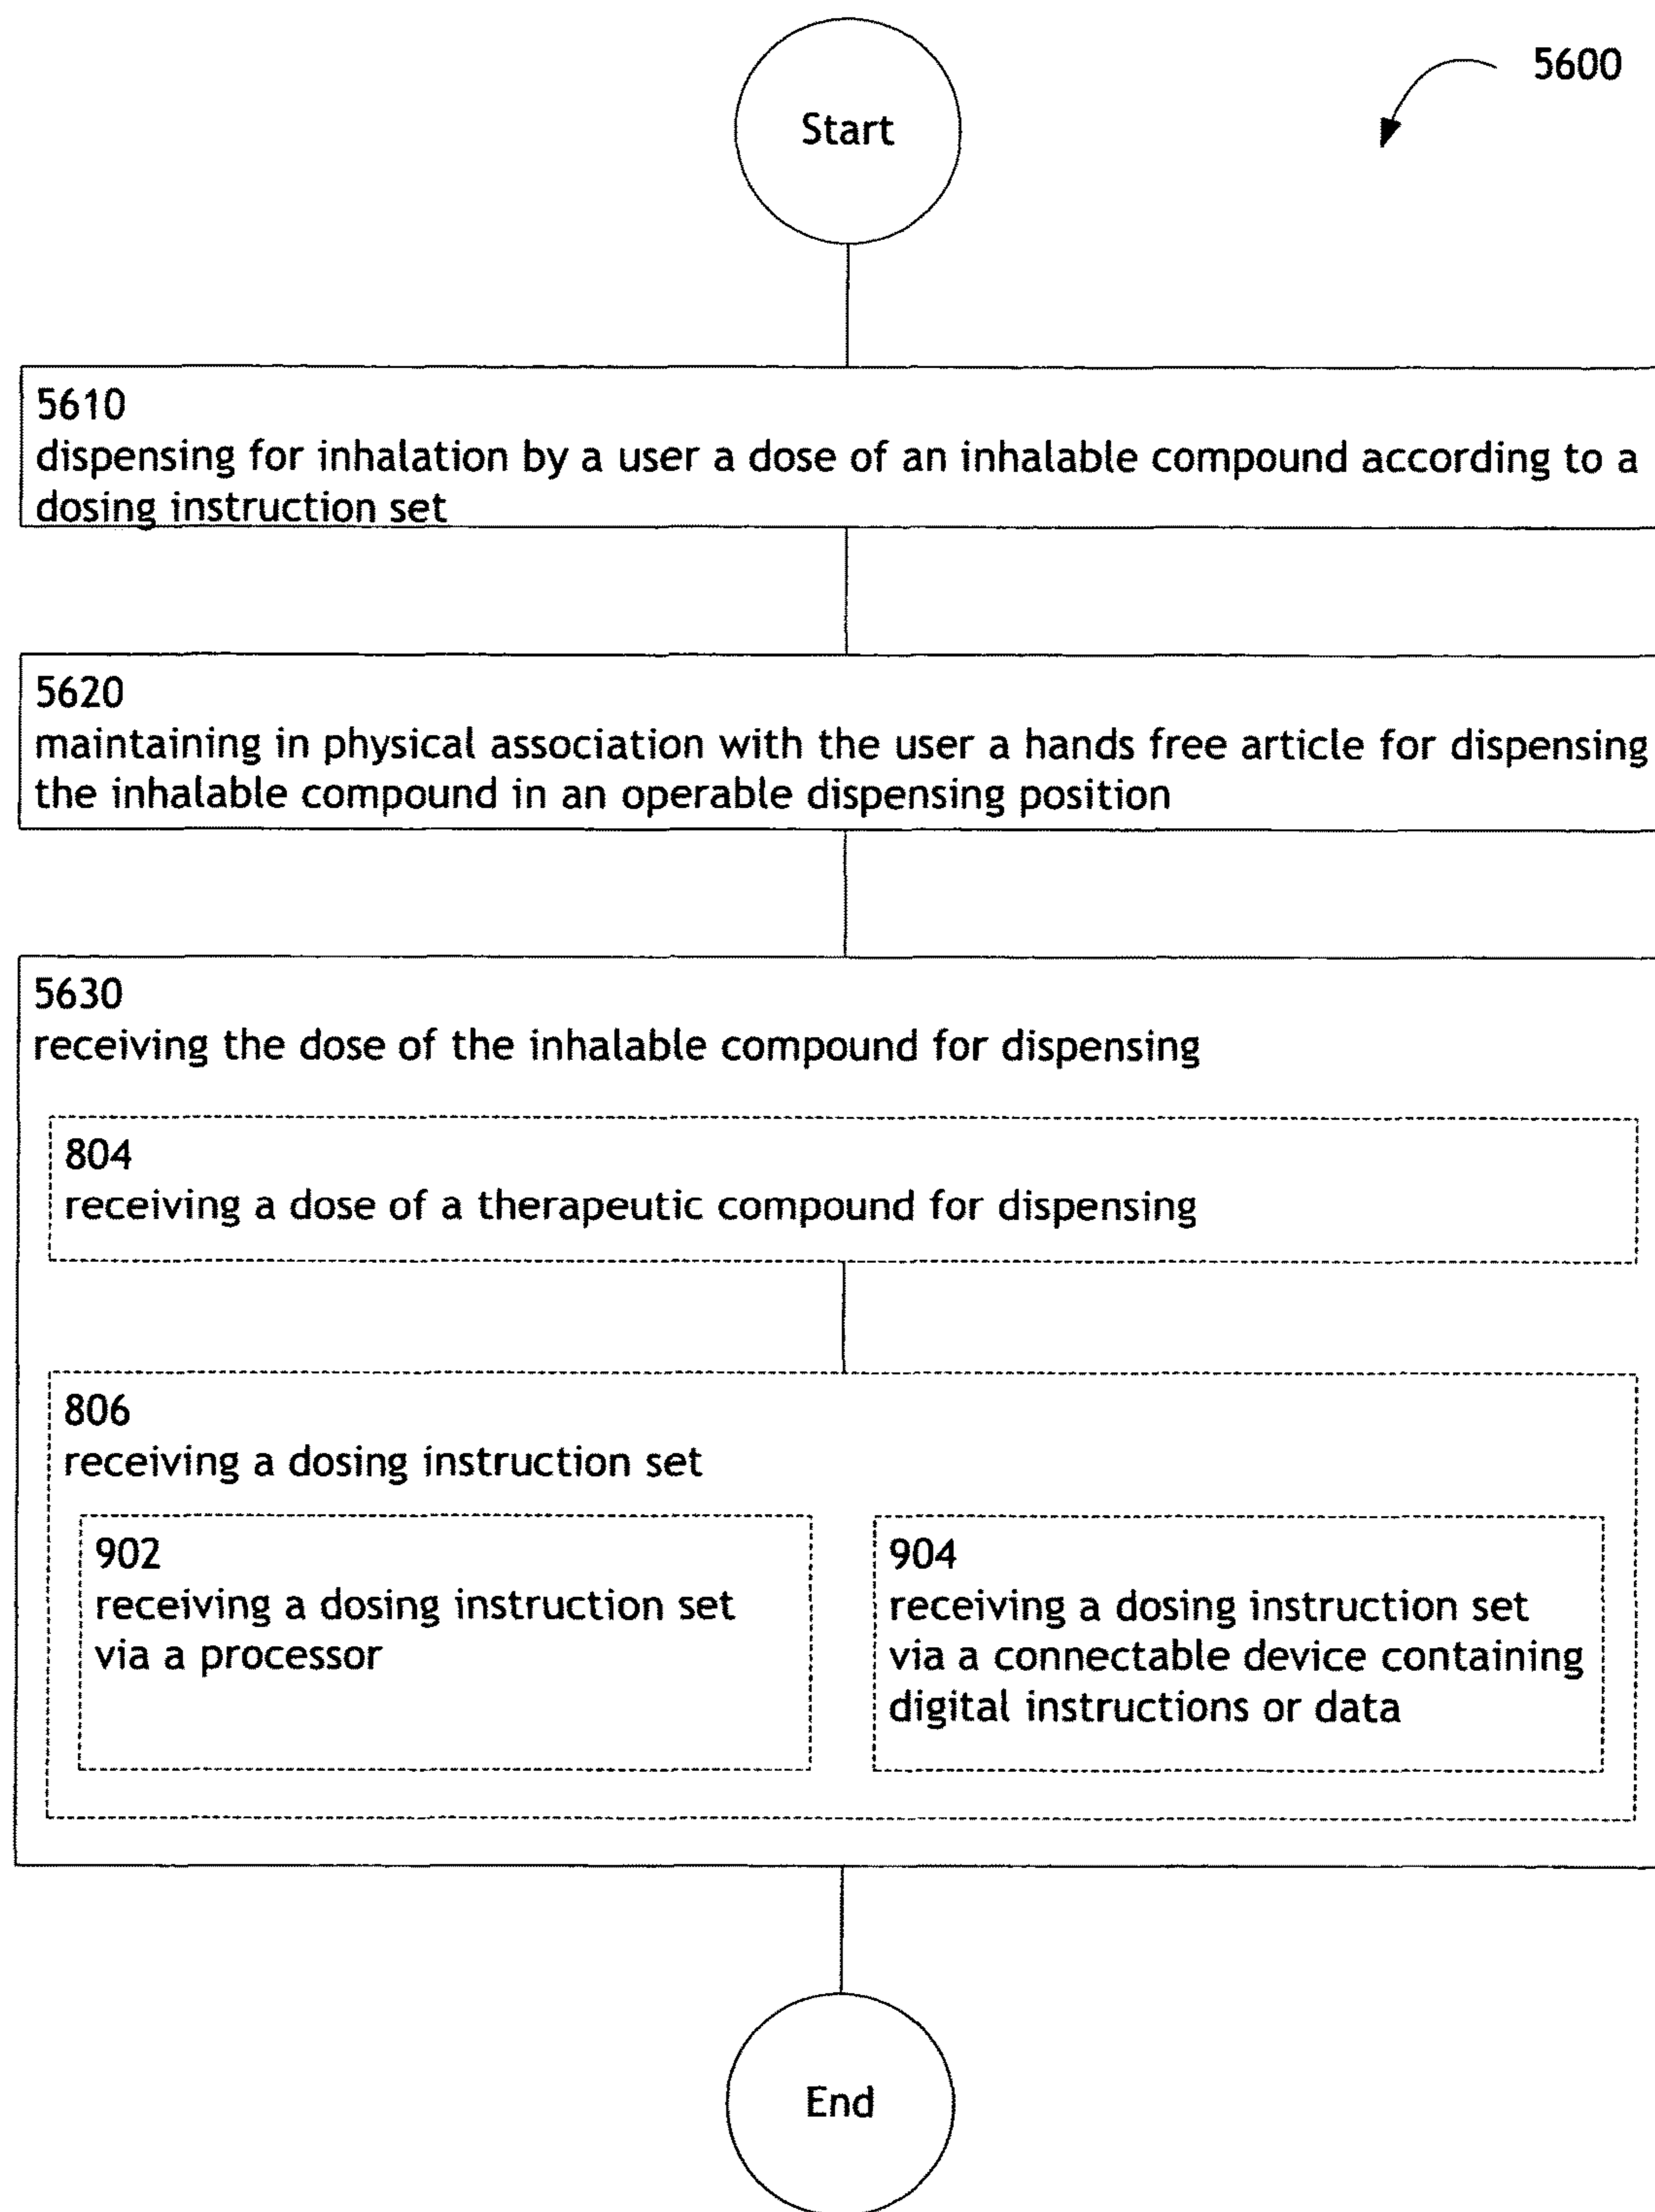 5600
Start
5610
dispensing for inhalation by a user a dose of an inhalable compound according to a
dosing instruction set
5620
maintaining in physical association with the user a hands free article for dispensing
the inhalable compound in an operable dispensing position
5630
receiving the dose of the inhalable compound for dispensing
804
receiving a dose of a therapeutic compound for dispensing
806
receiving a dosing instruction set
902
receiving a dosing instruction set
via a processor
904
receiving a dosing instruction set
via a connectable device containing
digital instructions or data
End